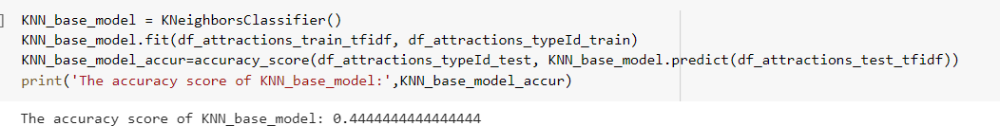 ] KNN_base_model = KNeighborsClassifier()
KNN_base_model.fit(df_attractions_train_tfidf, df_attractions_typeId_train)
KNN_base_model_accur=accuracy_score(df_attractions_typeId_test, KNN_base_model.predict(df_attractions_test_tfidf))
print('The accuracy score of KNN_base_model:',KNN_base_model_accur)
The accuracy score of KNN_base_model: 0.4444444444444444